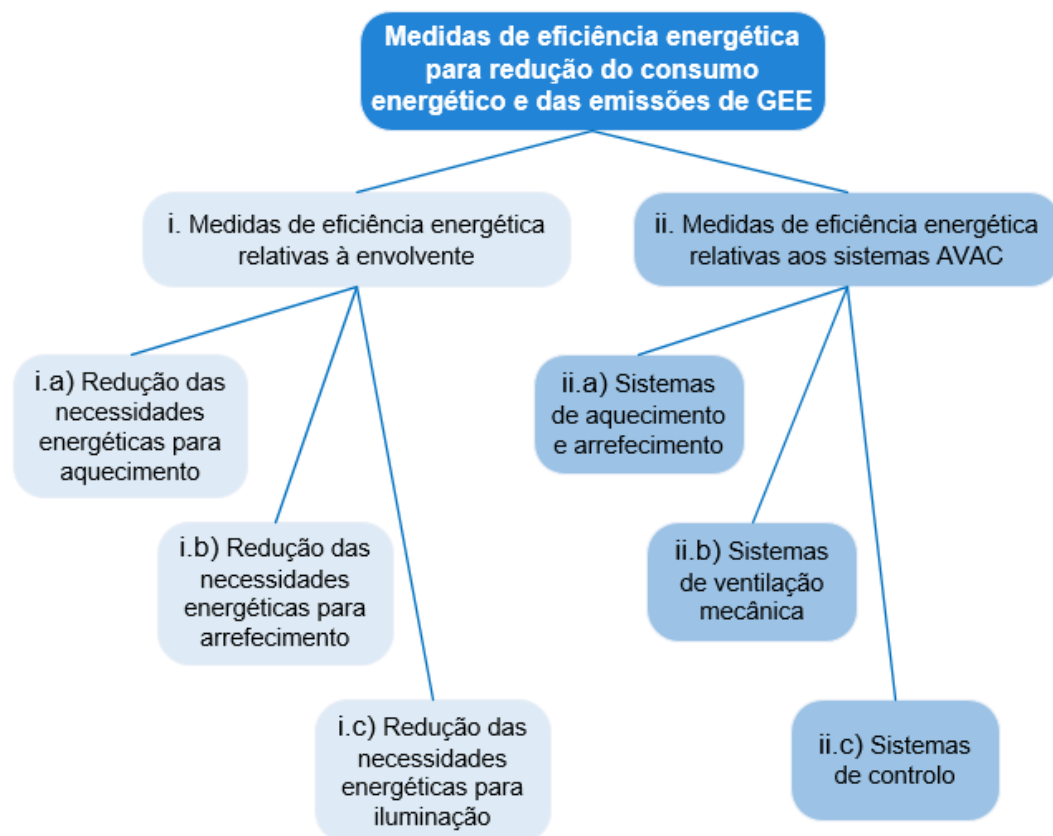 Medidas de eficiência energética
para redução do consumo
energético e das emissões de GEE
i. Medidas de eficiência energética
relativas à envolvente
ii. Medidas de eficiência energética
relativas aos sistemas AVAC
i.a) Redução das
necessidades
energéticas para
aquecimento
ii.a) Sistemas
de aquecimento
e arrefecimento
i.b) Redução das
necessidades
energéticas para
arrefecimento
ii.b) Sistemas
de ventilação
mecânica
i.c) Redução das
necessidades
energéticas para
iluminação
ii.c) Sistemas
de controlo